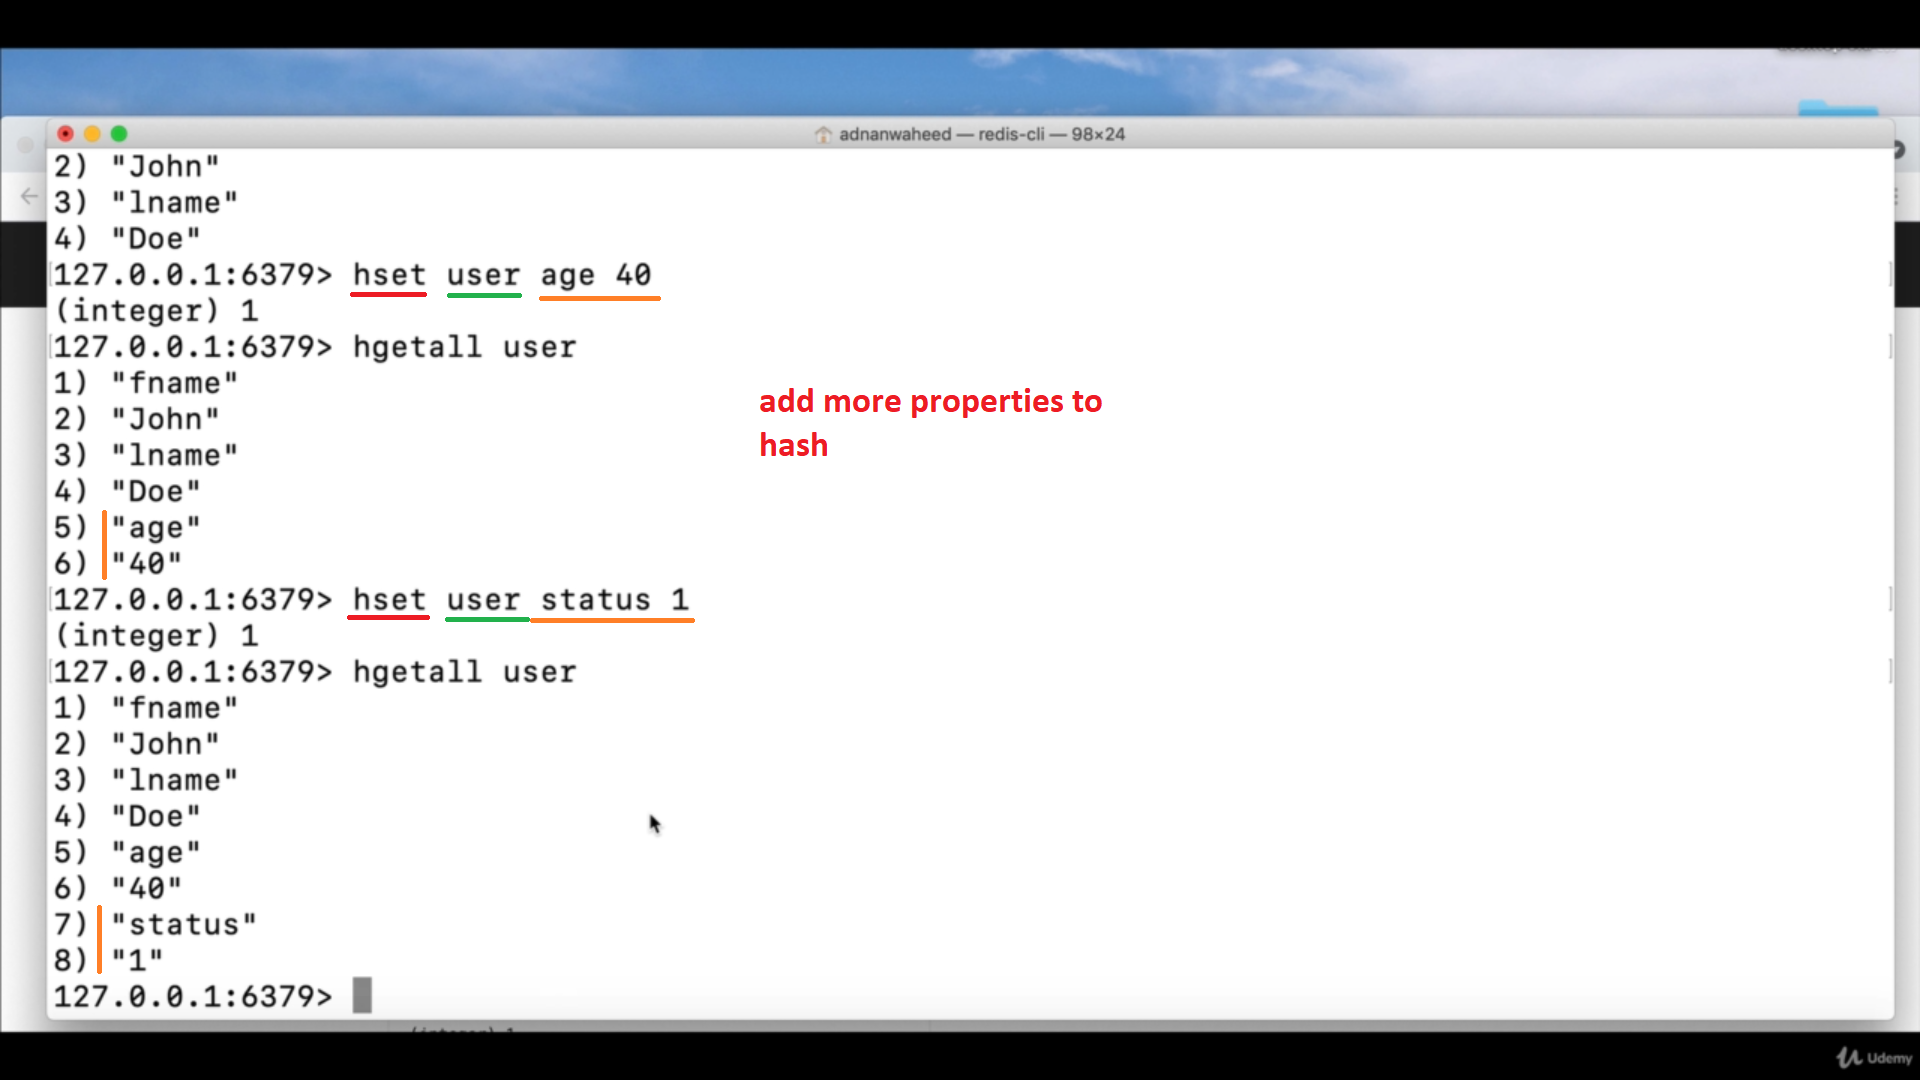 adnanwaheed — redis-cli — 98×24
2) "John"
3) "lname"
4) "Doe"
127.0.0.1:6379> hset user age 40
(integer) 1
127.0.0.1:6379> hgetall user
1) "fname"
2) "John"
3) "lname"
4) "Doe"
5) "age"
6) "40"
add more properties to
hash
127.0.0.1:6379> hset user status 1
(integer) 1
127.0.0.1:6379> hgetall user
1) "fname"
2) "John"
3) "lname"
4) "Doe"
5) "age"
6) "40"
7) "status"
8) "1"
127.0.0.1:6379>
Udemy